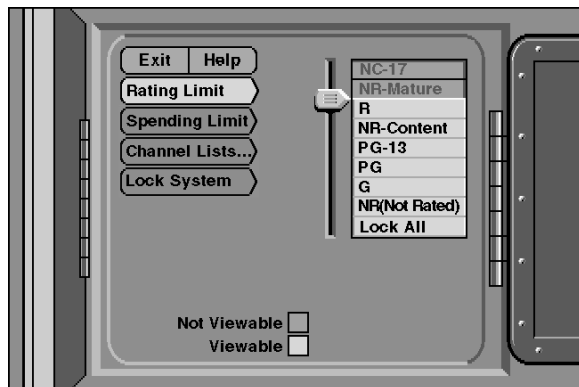 Exit Help
Rating Limit
Spending Limit
Channel Lists...
Lock System
NC-17
NR-Mature
R
NR-Content
PG-13
PG
G
NR(Not Rated)
Lock All
Not Viewable
Viewable